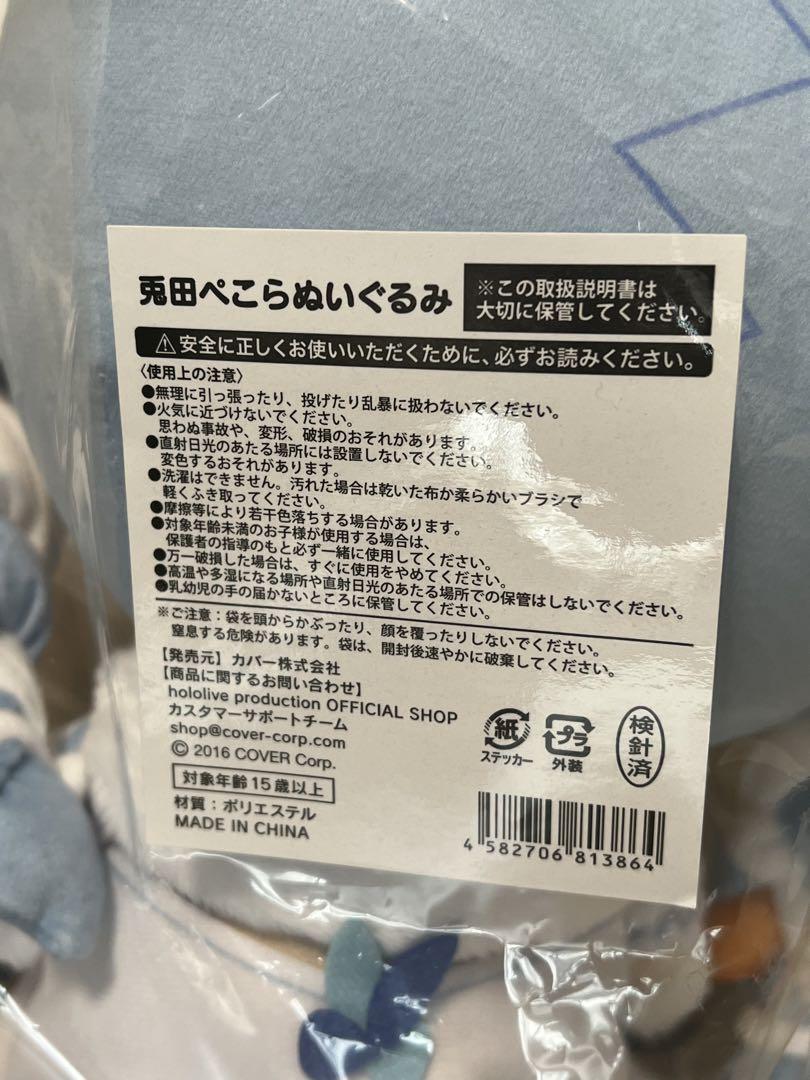 兎田ぺこらぬいぐるみ
※この取扱説明書は
大切に保管してください。
⚠安全に正しくお使いいただくために、必ずお読みください。
〈使用上の注意〉
●無理に引っ張ったり、投げたり乱暴に扱わないでください。
●火気に近づけないでください。
思わぬ事故や、変形、破損のおそれがあります。
●直射日光のあたる場所には設置しないでください。
変色するおそれがあります。
●洗濯はできません。汚れた場合は乾いた布か柔らかいブラシで
軽くふき取ってください。
●摩擦等により若干色落ちする場合があります。
●対象年齢未満のお子様が使用する場合は、
保護者の指導のもと必ず一緒に使用してください。
●万一破損した場合は、すぐに使用をやめてください。
●高温や多湿になる場所や直射日光のあたる場所での保管はしないでください。
●乳幼児の手の届かないところに保管してください。
※ご注意：袋を頭からかぶったり、顔を覆ったりしないでください。
窒息する危険があります。袋は、開封後速やかに破棄してください。
【発売元】カバー株式会社
【商品に関するお問い合わせ】
hololive production OFFICIAL SHOP
カスタマーサポートチーム
shop@cover-corp.com
© 2016 COVER Corp.
対象年齢15歳以上
材質：ポリエステル
MADE IN CHINA
紙
ステッカー
プラ
外装
検針済
4 582706 813864